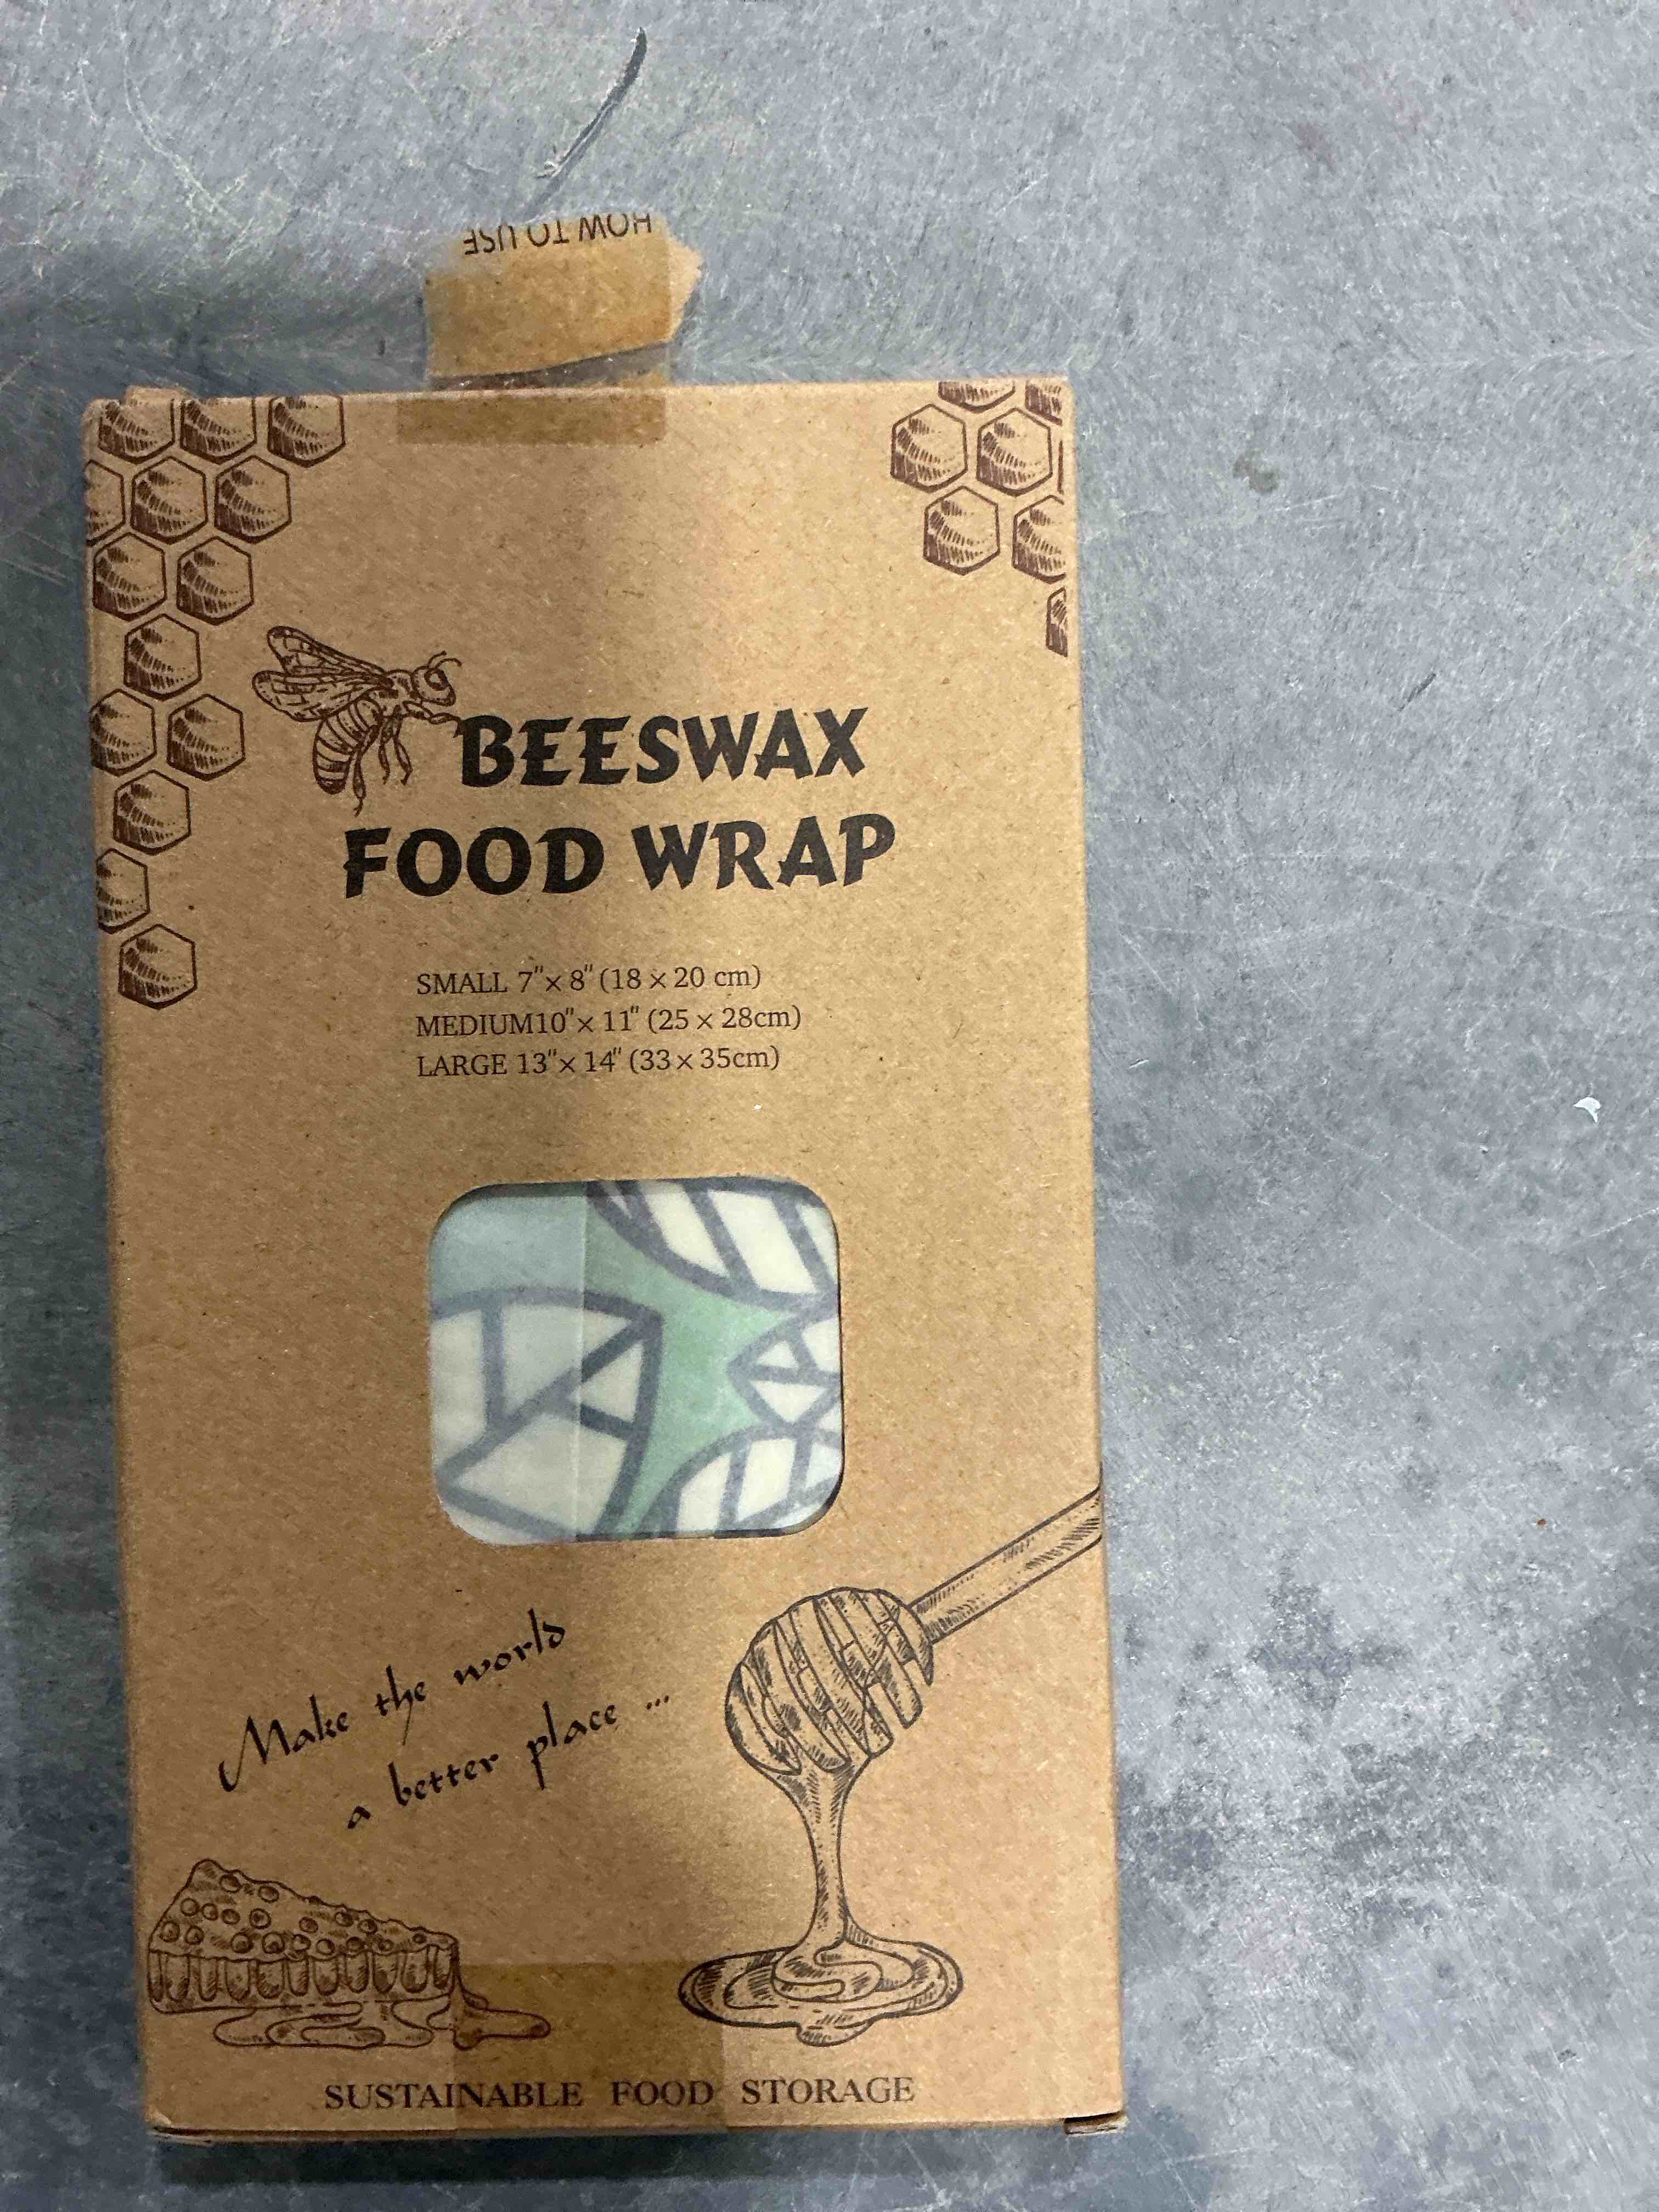 HOW TO USE
BEESWAX
FOOD WRAP
SMALL 7"× 8" (18 × 20 cm)
MEDIUM10"× 11" (25 × 28cm)
LARGE 13"× 14" (33 × 35cm)
Make the world
a better place ...
SUSTAINABLE FOOD STORAGE